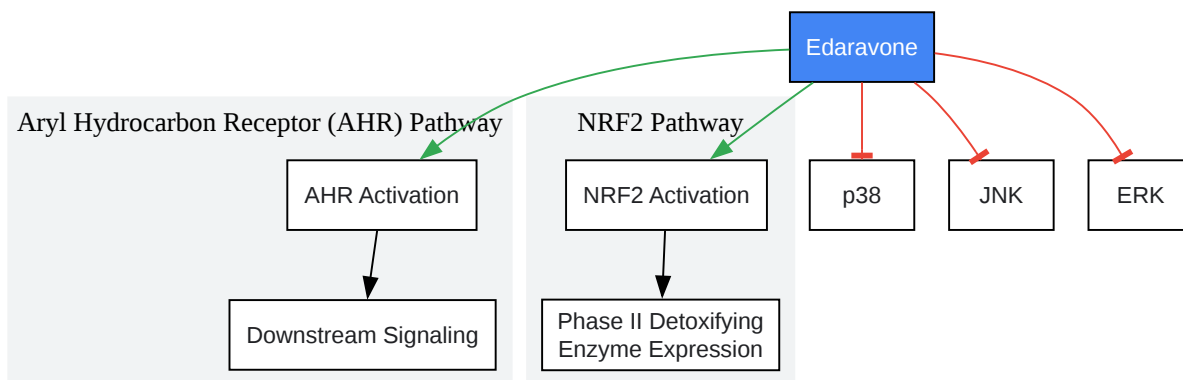 Edaravone
Aryl Hydrocarbon Receptor (AHR) Pathway
NRF2 Pathway
AHR Activation
NRF2 Activation
p38
JNK
ERK
Downstream Signaling
Phase II Detoxifying
Enzyme Expression